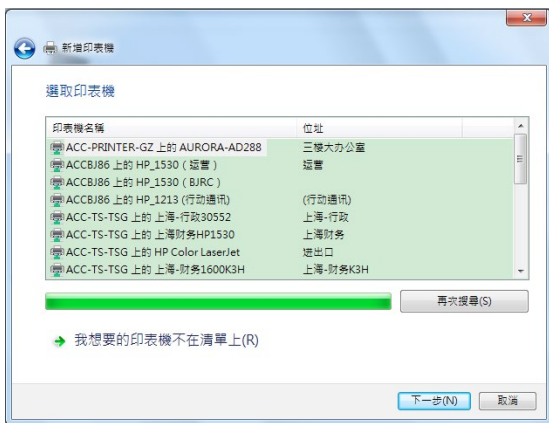 新增印表機
選取印表機
印表機名稱 位址
ACC-PRINTER-GZ 上的 AURORA-AD288 三樓大办公室
ACCBJ86 上的 HP_1530 ( 运营 ) 运营
ACCBJ86 上的 HP_1530 ( BJRC )
ACCBJ86 上的 HP_1213 (行动通讯) (行动通讯)
ACC-TS-TSG 上的 上海-行政30552 上海-行政
ACC-TS-TSG 上的 上海财务HP1530 上海财务
ACC-TS-TSG 上的 HP Color LaserJet 进出口
ACC-TS-TSG 上的 上海-财务1600K3H 上海-财务K3H
再次搜尋(S)
我想要的印表機不在清單上(R)
下一步(N) 取消